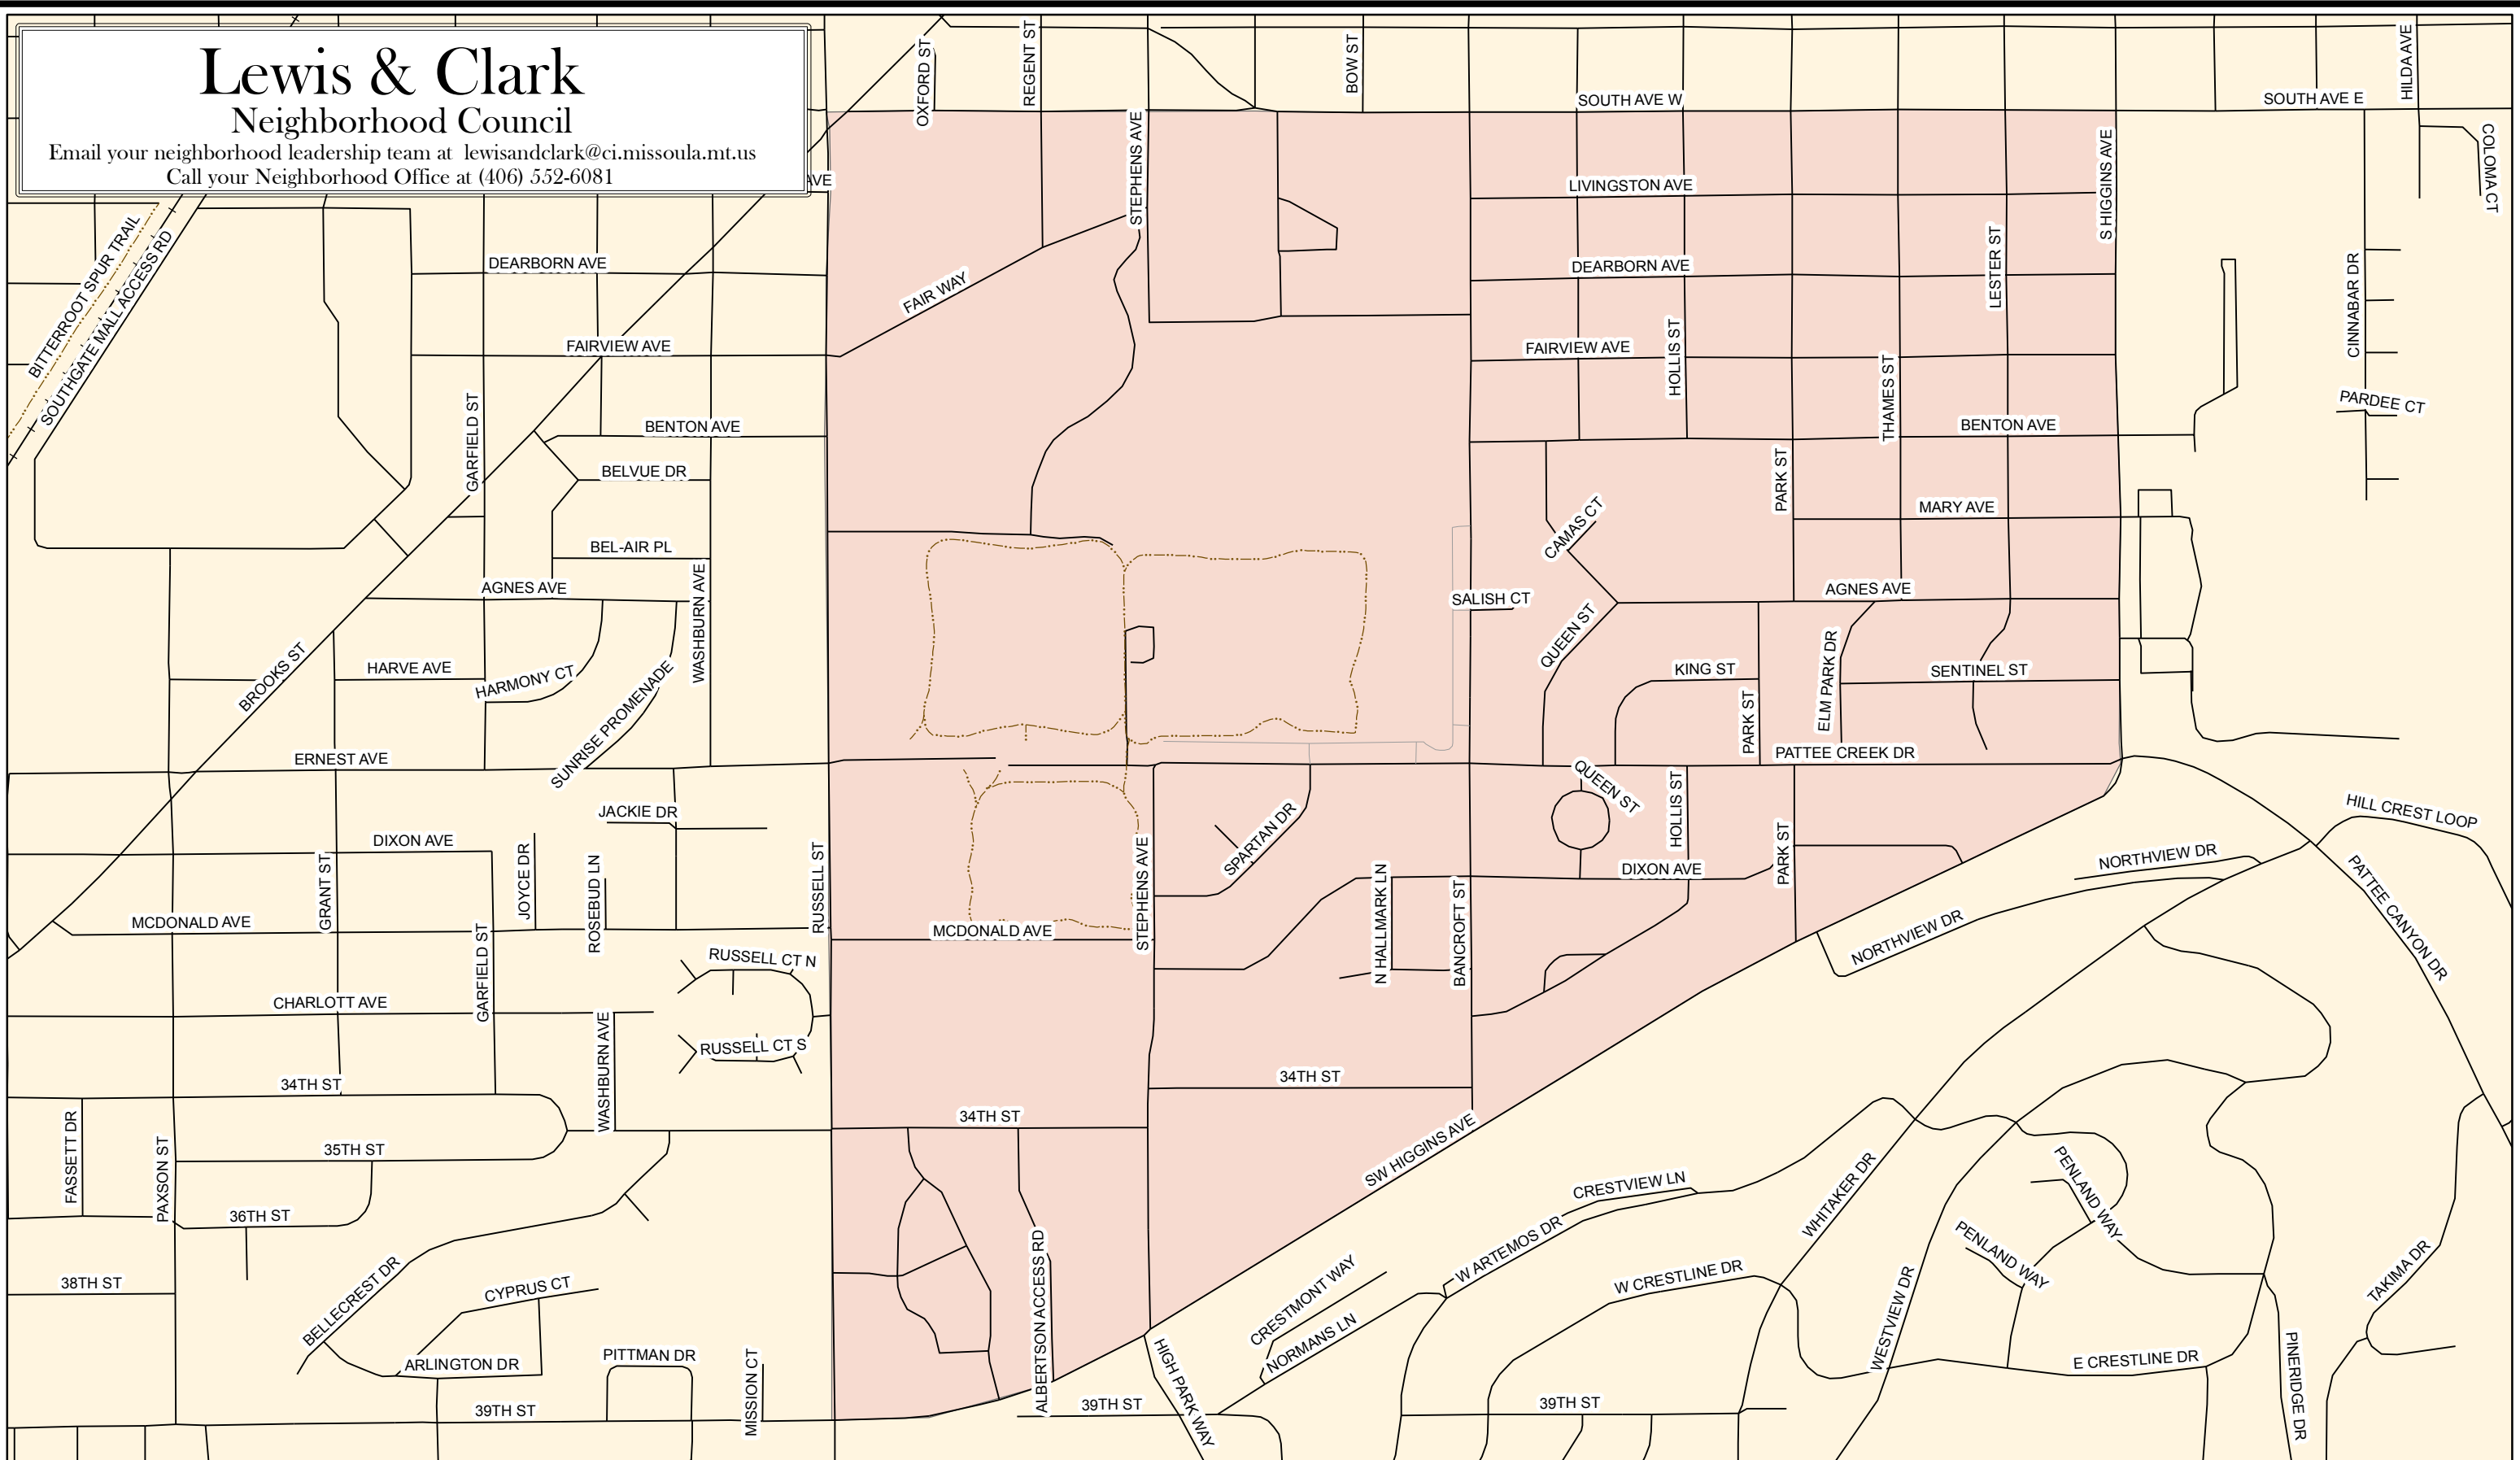 Lewis & Clark
Neighborhood Council
Email your neighborhood leadership team at lewisandclark@ci.missoula.mt.us
Call your Neighborhood Office at (406) 552-6081
OXFORD ST
REGENT ST
BOW ST
HILDA AVE
SOUTH AVE W
SOUTH AVE E
STEPHENS AVE
S HIGGINS AVE
COLOMA CT
AVE
LIVINGSTON AVE
BITTERROOT SPUR TRAIL
SOUTHGATE MALL ACCESS RD
DEARBORN AVE
FAIR WAY
DEARBORN AVE
LESTER ST
CINNABAR DR
FAIRVIEW AVE
FAIRVIEW AVE
HOLLIS ST
THAMES ST
PARDEE CT
GARFIELD ST
BENTON AVE
BENTON AVE
BELVUE DR
PARK ST
CAMAS CT
MARY AVE
BEL-AIR PL
AGNES AVE
WASHBURN AVE
SALISH CT
AGNES AVE
QUEEN ST
BROOKS ST
HARVE AVE
HARMONY CT
SUNRISE PROMENADE
KING ST
PARK ST
ELM PARK DR
SENTINEL ST
ERNEST AVE
PATTEE CREEK DR
QUEEN ST
HOLLIS ST
JACKIE DR
SPARTAN DR
HILL CREST LOOP
DIXON AVE
GRANT ST
JOYCE DR
ROSEBUD LN
RUSSELL ST
STEPHENS AVE
N HALLMARK LN
BANCROFT ST
DIXON AVE
PARK ST
NORTHVIEW DR
PATTEE CANYON DR
MCDONALD AVE
MCDONALD AVE
NORTHVIEW DR
GARFIELD ST
RUSSELL CT N
CHARLOTT AVE
WASHBURN AVE
RUSSELL CT S
34TH ST
34TH ST
34TH ST
FASSETT DR
PAXSON ST
35TH ST
SW HIGGINS AVE
36TH ST
CRESTVIEW LN
WHITAKER DR
PENLAND WAY
38TH ST
BELLECREST DR
CYPRUS CT
ALBERTSON ACCESS RD
CRESTMONT WAY
W ARTEMOS DR
W CRESTLINE DR
PENLAND WAY
TAKIMA DR
NORMANS LN
WESTVIEW DR
ARLINGTON DR
PITTMAN DR
MISSION CT
HIGH PARK WAY
E CRESTLINE DR
PINERIDGE DR
39TH ST
39TH ST
39TH ST